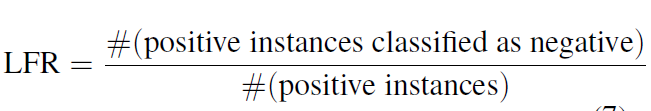 LFR = #(positive instances classified as negative)
#(positive instances)